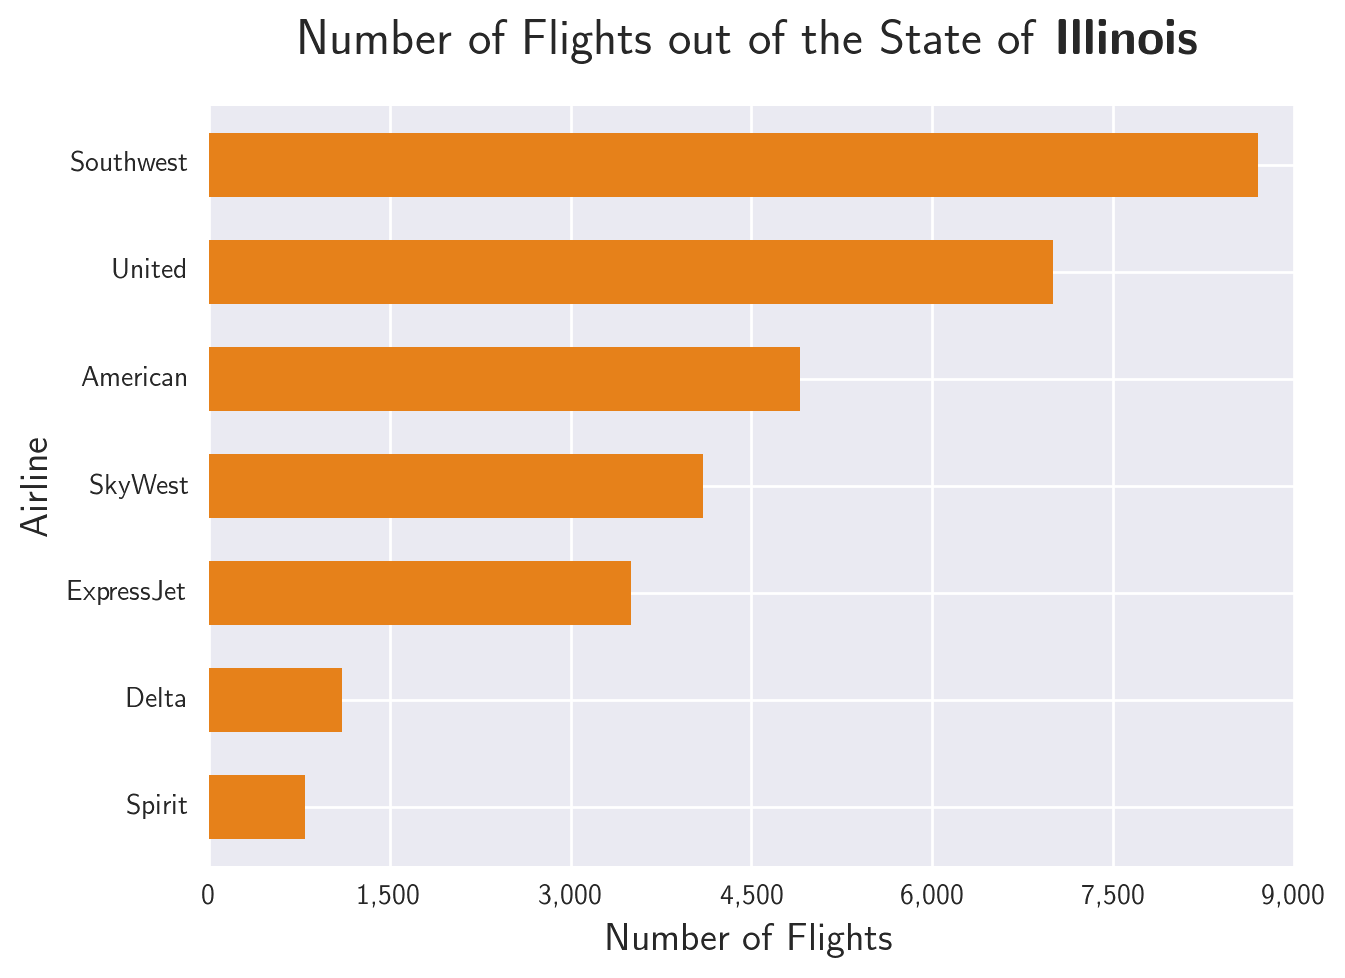 Number of Flights out of the State of Illinois
Southwest
United
American
SkyWest
ExpressJet
Delta
Spirit
Airline
0 1,500 3,000 4,500 6,000 7,500 9,000
Number of Flights